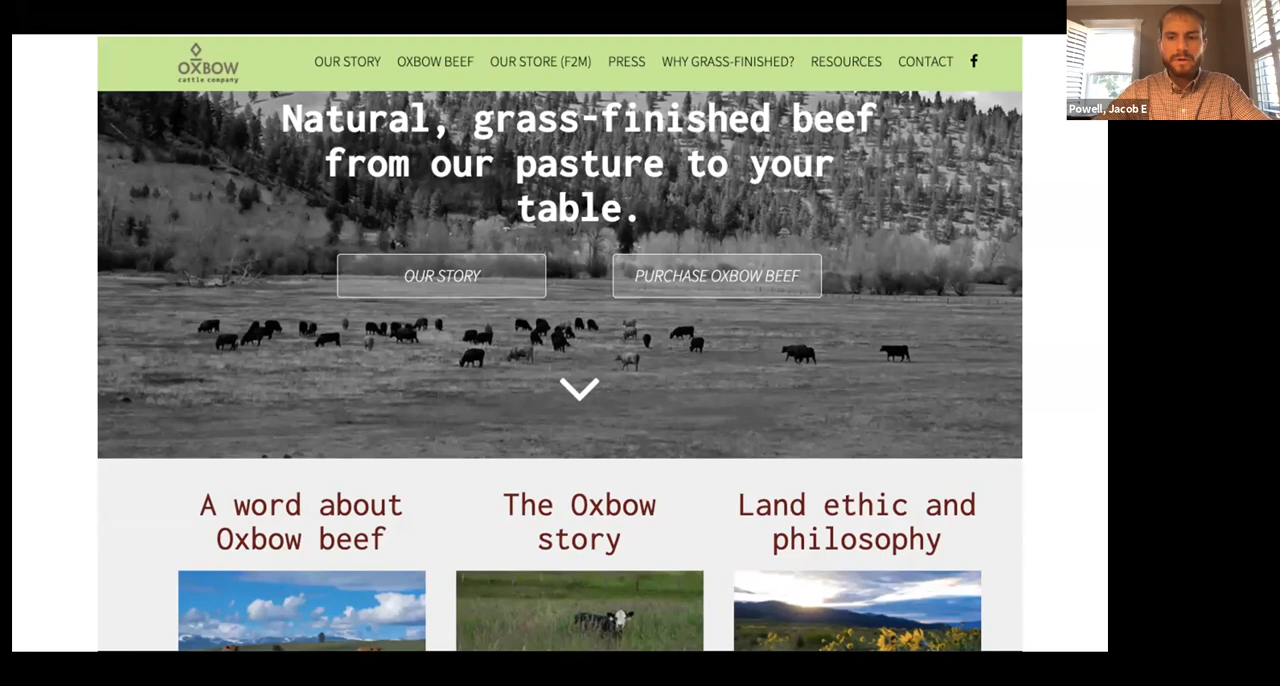 OXBOW
cattle company
OUR STORY OXBOW BEEF OUR STORE (F2M) PRESS WHY GRASS-FINISHED? RESOURCES CONTACT
Powell, Jacob E
Natural, grass-finished beef
from our pasture to your
table.
OUR STORY
PURCHASE OXBOW BEEF
A word about
Oxbow beef
The Oxbow
story
Land ethic and
philosophy